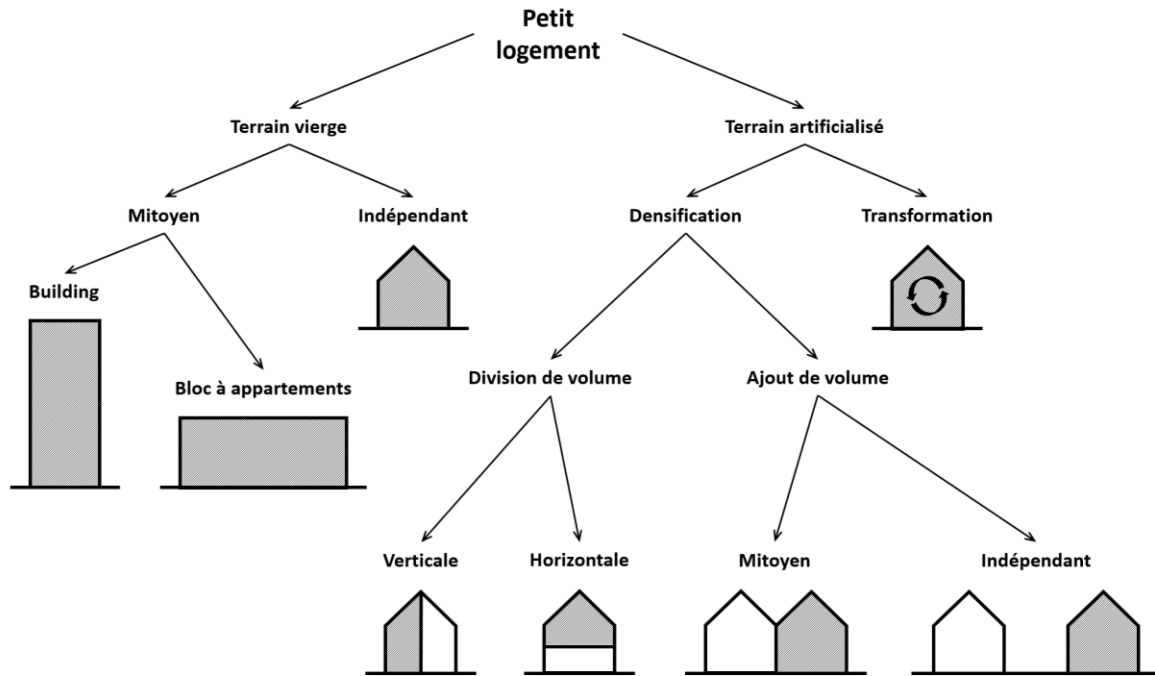 Petit
logement
Terrain vierge
Terrain artificialisé
Mitoyen
Indépendant
Densification
Transformation
Building
Bloc à appartements
Division de volume
Ajout de volume
Verticale
Horizontale
Mitoyen
Indépendant